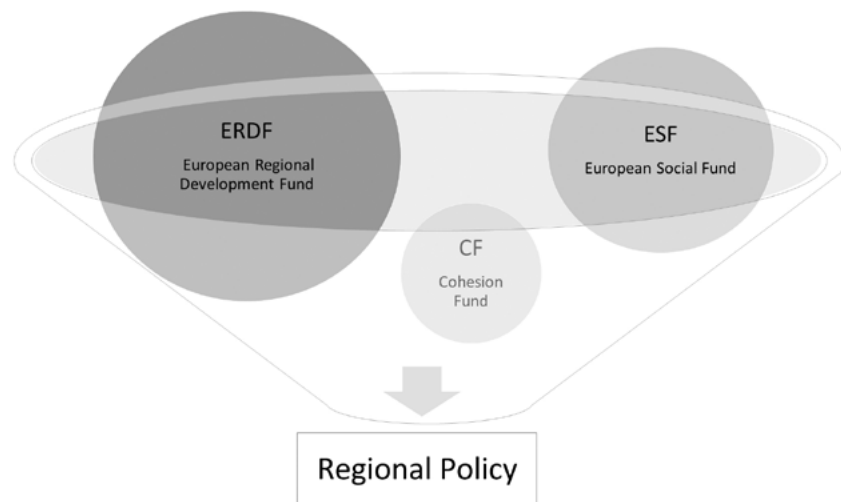 ERDF
European Regional
Development Fund
ESF
European Social Fund
CF
Cohesion
Fund
Regional Policy